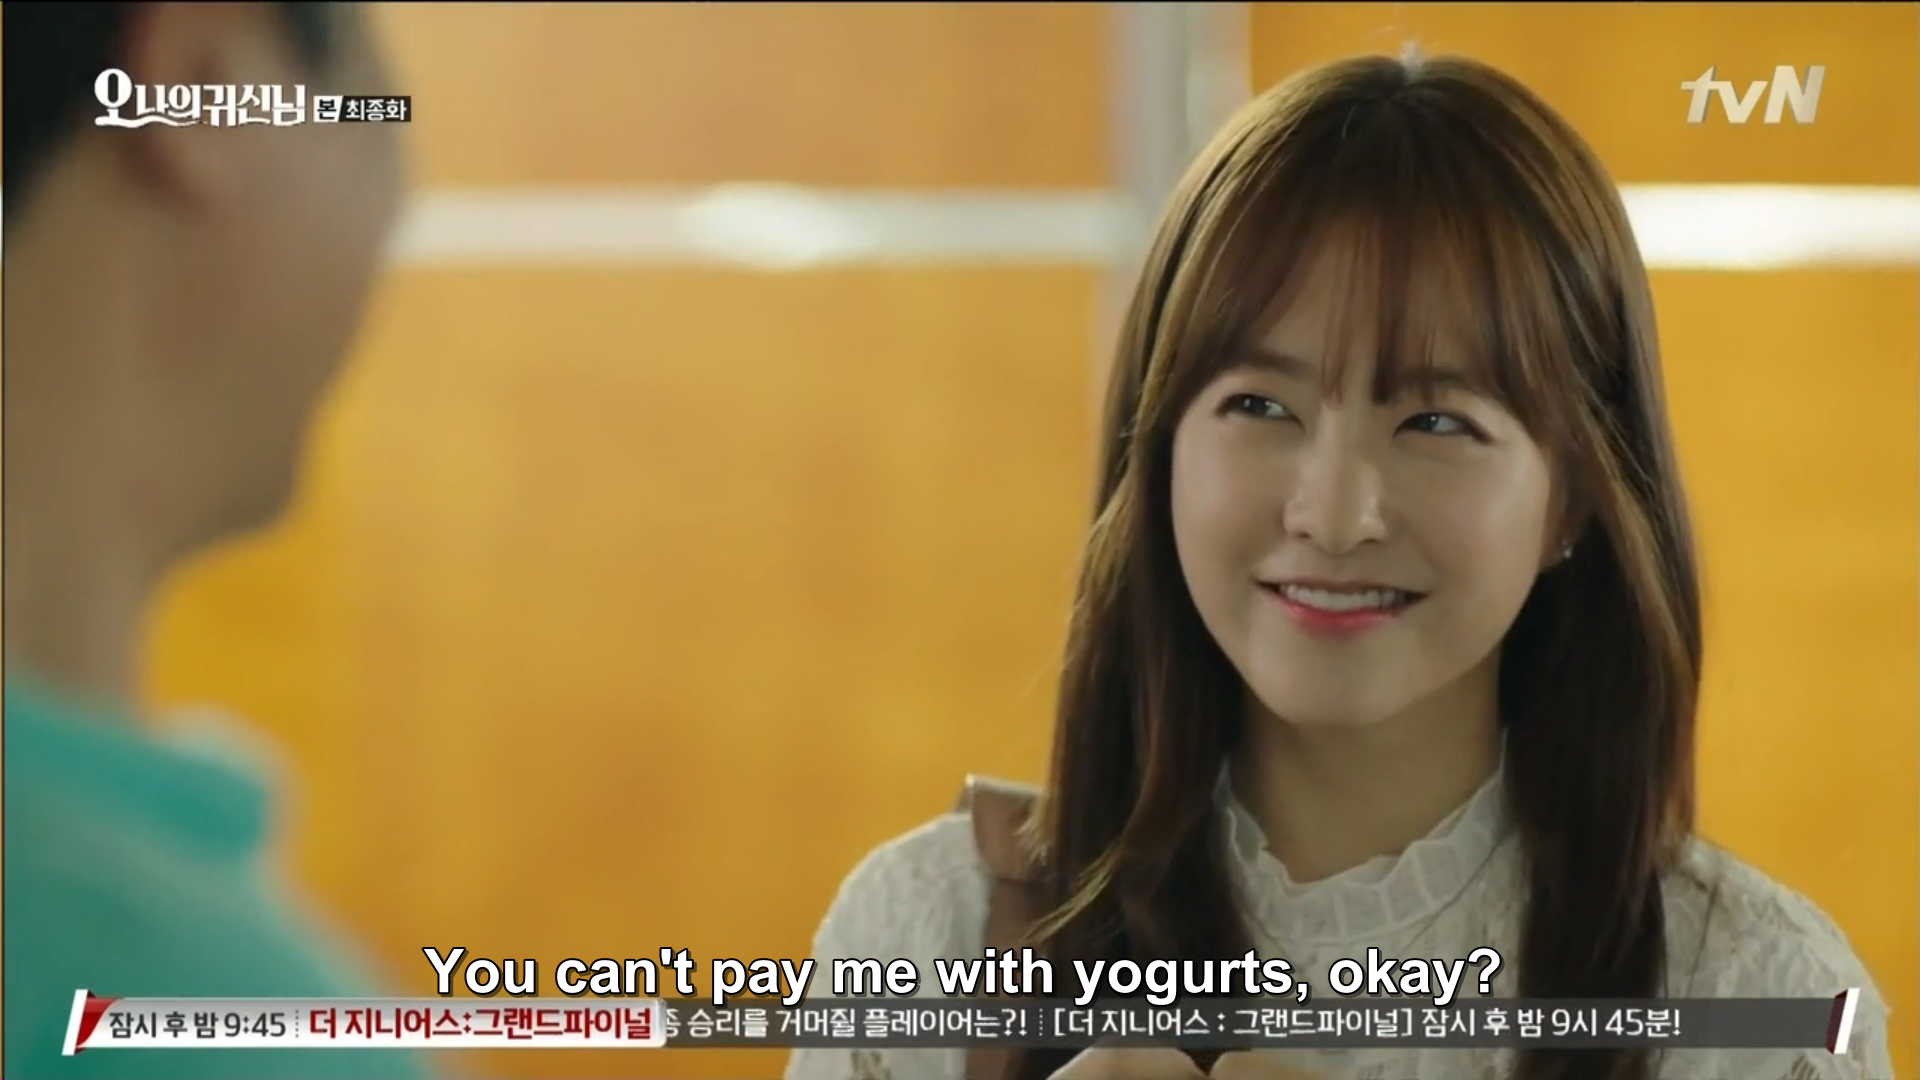 오 나의 귀신님 본 최종화
tvN
You can't pay me with yogurts, okay?
잠시 후 밤 9:45 더 지니어스:그랜드파이널 승리를 거머쥘 플레이어는?! [더 지니어스 : 그랜드파이널] 잠시 후 밤 9시 45분!